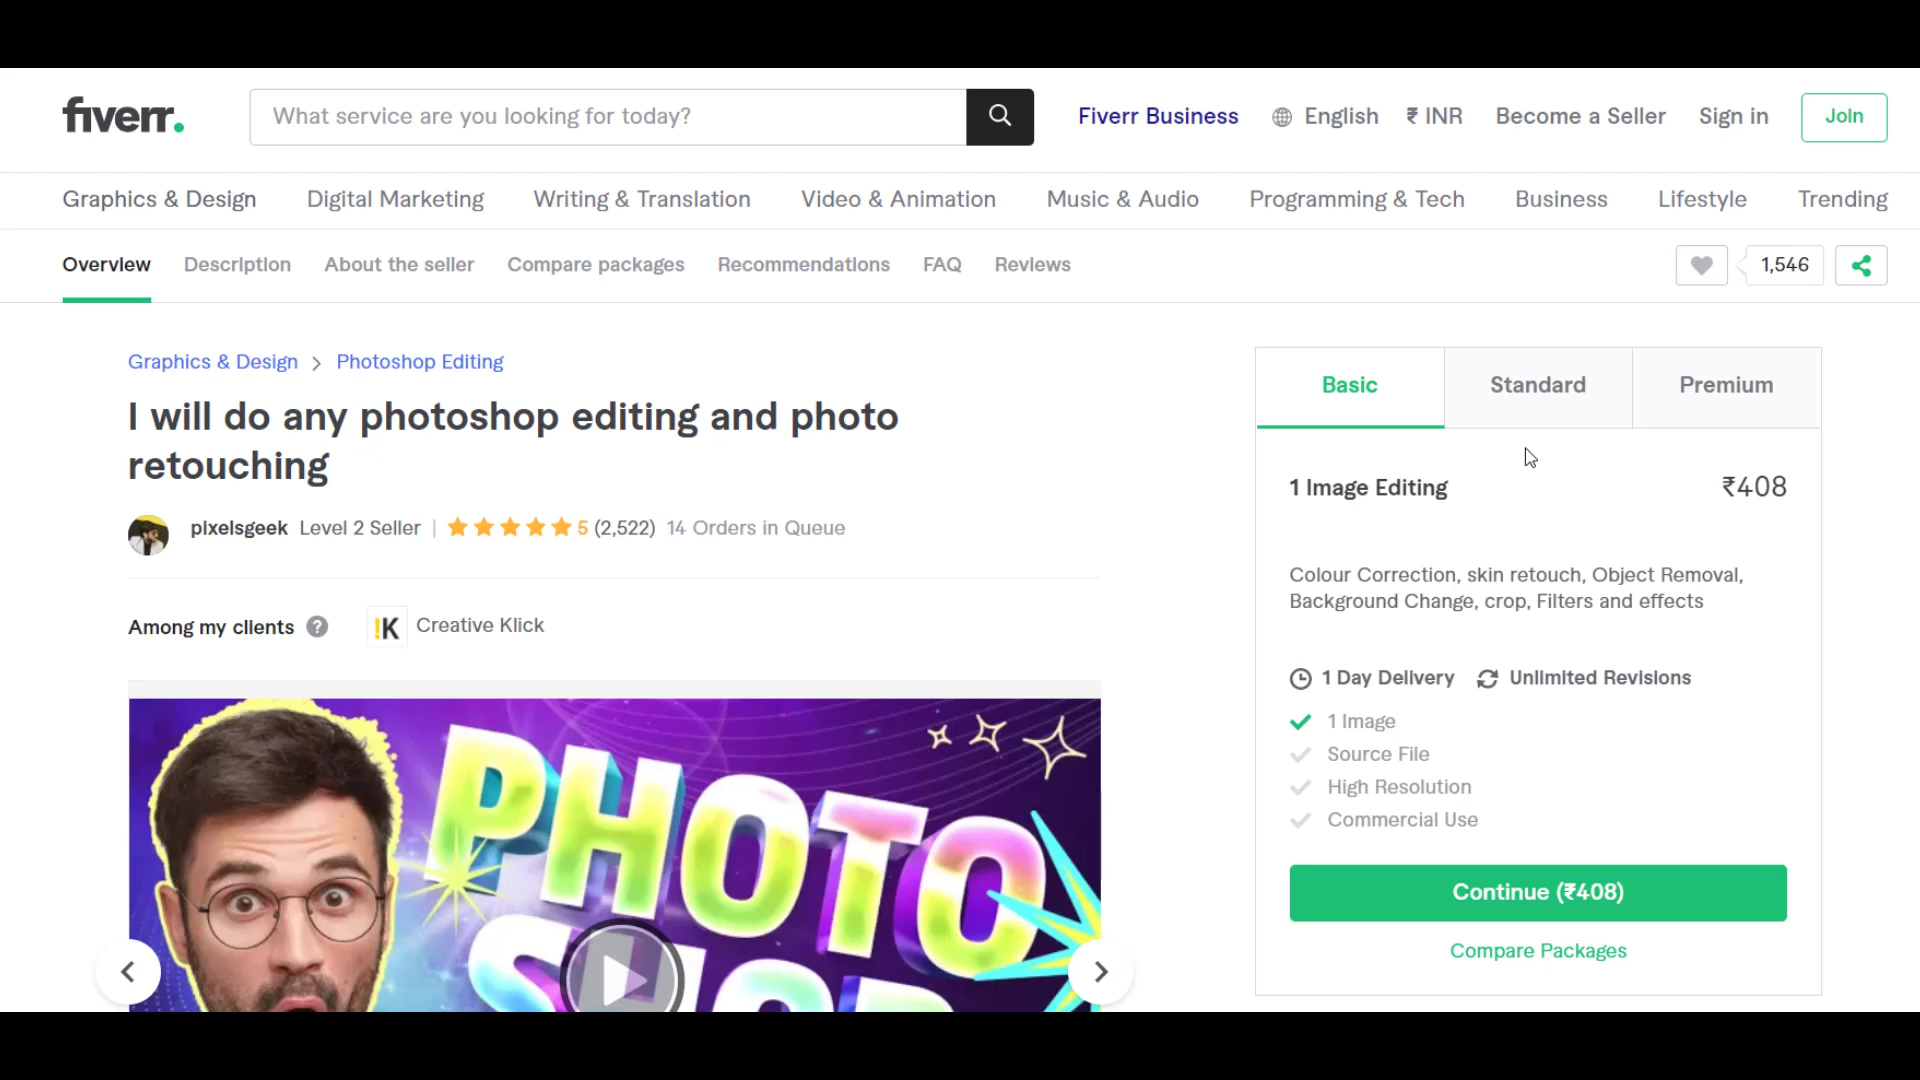 fiverr.
What service are you looking for today?
Fiverr Business
English
₹ INR
Become a Seller
Sign in
Join
Graphics & Design
Digital Marketing
Writing & Translation
Video & Animation
Music & Audio
Programming & Tech
Business
Lifestyle
Trending
Overview
Description
About the seller
Compare packages
Recommendations
FAQ
Reviews
1,546
Graphics & Design > Photoshop Editing
I will do any photoshop editing and photo
retouching
pixelsgeek Level 2 Seller | 5 (2,522) 14 Orders in Queue
Among my clients ? !K Creative Klick
PHOTO
SHOP
Basic
Standard
Premium
1 Image Editing ₹408
Colour Correction, skin retouch, Object Removal,
Background Change, crop, Filters and effects
1 Day Delivery Unlimited Revisions
1 Image
Source File
High Resolution
Commercial Use
Continue (₹408)
Compare Packages